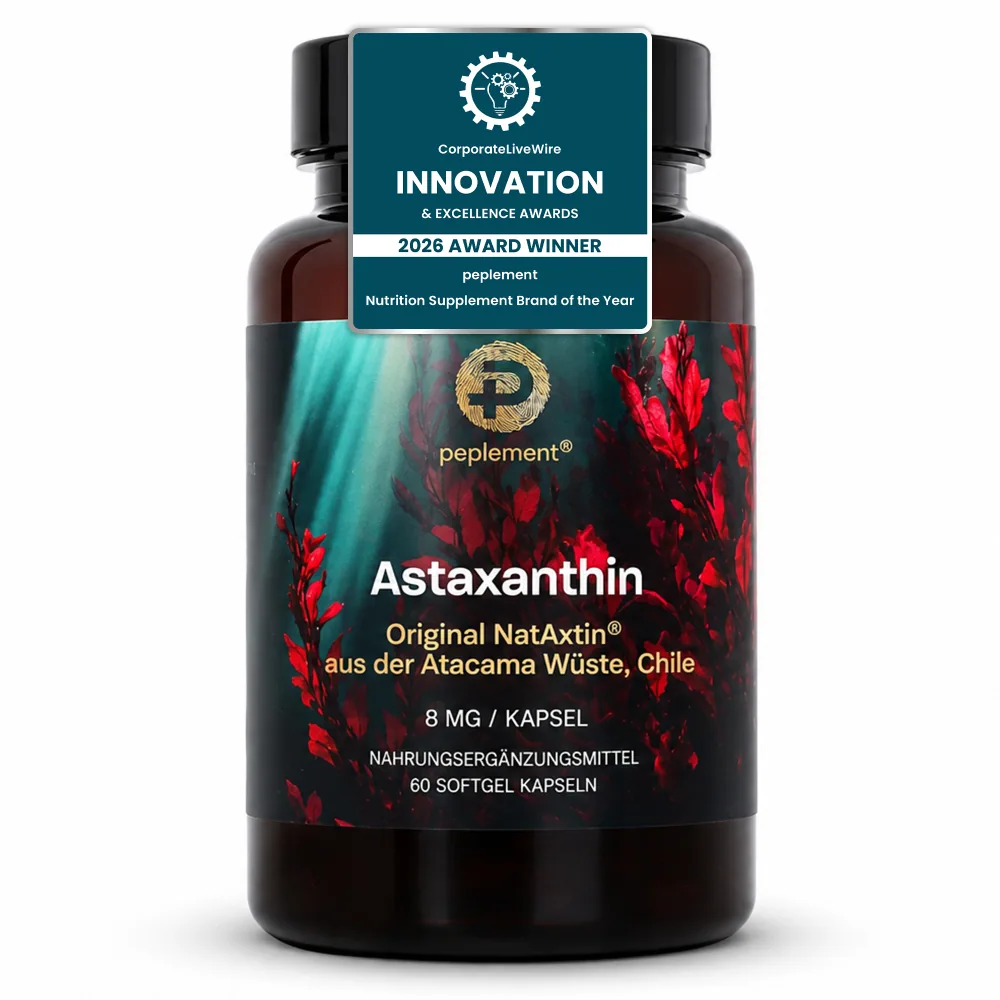 CorporateLiveWire
INNOVATION
& EXCELLENCE AWARDS
2026 AWARD WINNER
peplement
Nutrition Supplement Brand of the Year
peplement®
Astaxanthin
Original NatAxtin®
aus der Atacama Wüste, Chile
8 MG / KAPSEL
NAHRUNGSERGÄNZUNGSMITTEL
60 SOFTGEL KAPSELN